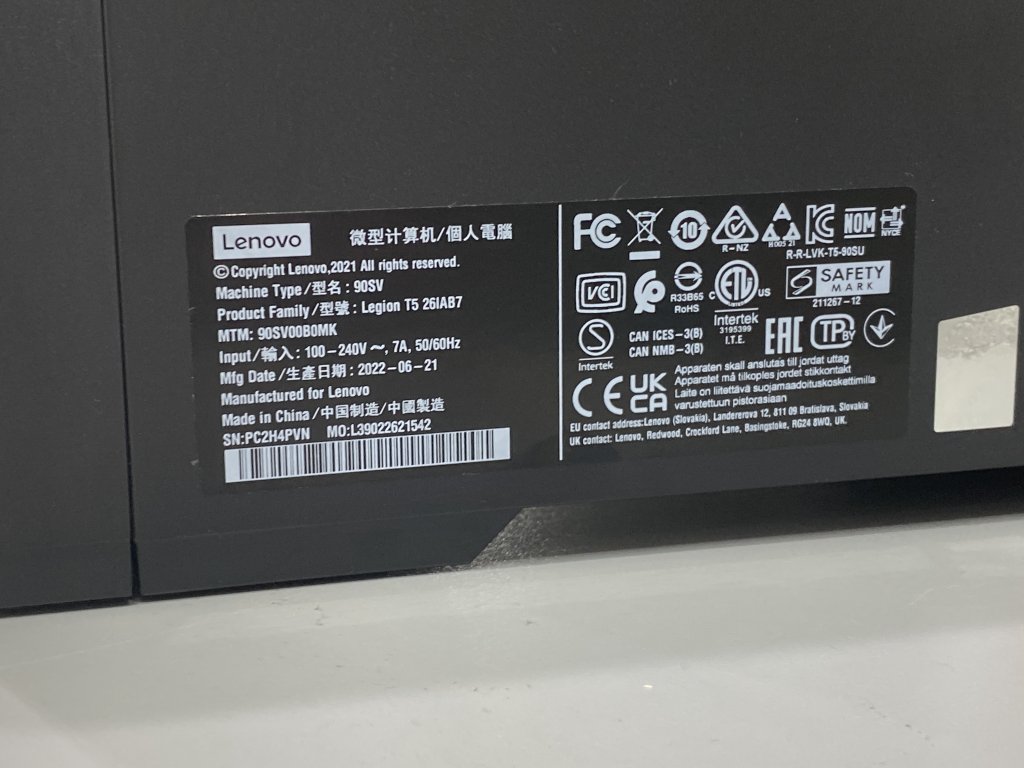 Lenovo 微型计算机/個人電腦
©Copyright Lenovo,2021 All rights reserved.
Machine Type /型名 : 90SV
Product Family /型號 : Legion T5 26IAB7
MTM: 90SV00B0MK
Input/輸入 : 100-240V ～, 7A, 50/60Hz
Mfg Date /生產日期 : 2022-06-21
Manufactured for Lenovo
Made in China /中国制造/中國製造
SN:PC2H4PVN MO:L39022621542
FC 10 R-NZ NOM NYCE
R-R-LVK-T5-90SU
VCI R33B65 RoHS C ETL US SAFETY MARK
211267-12
Intertek
3195399
I.T.E.
S Intertek
CAN ICES-3(B)
CAN NMB-3(B)
EAC TP BY
CE UK CA
Apparaten skall anslutas till jordat uttag
Apparatet må tilkoples jordet stikkontakt
Laite on liitettävä suojamaadoituskoskettimilla
varustettuun pistorasiaan
EU contact address:Lenovo (Slovakia), Landererova 12, 811 09 Bratislava, Slovakia
UK contact: Lenovo, Redwood, Crockford Lane, Basingstoke, RG24 8WQ, UK.